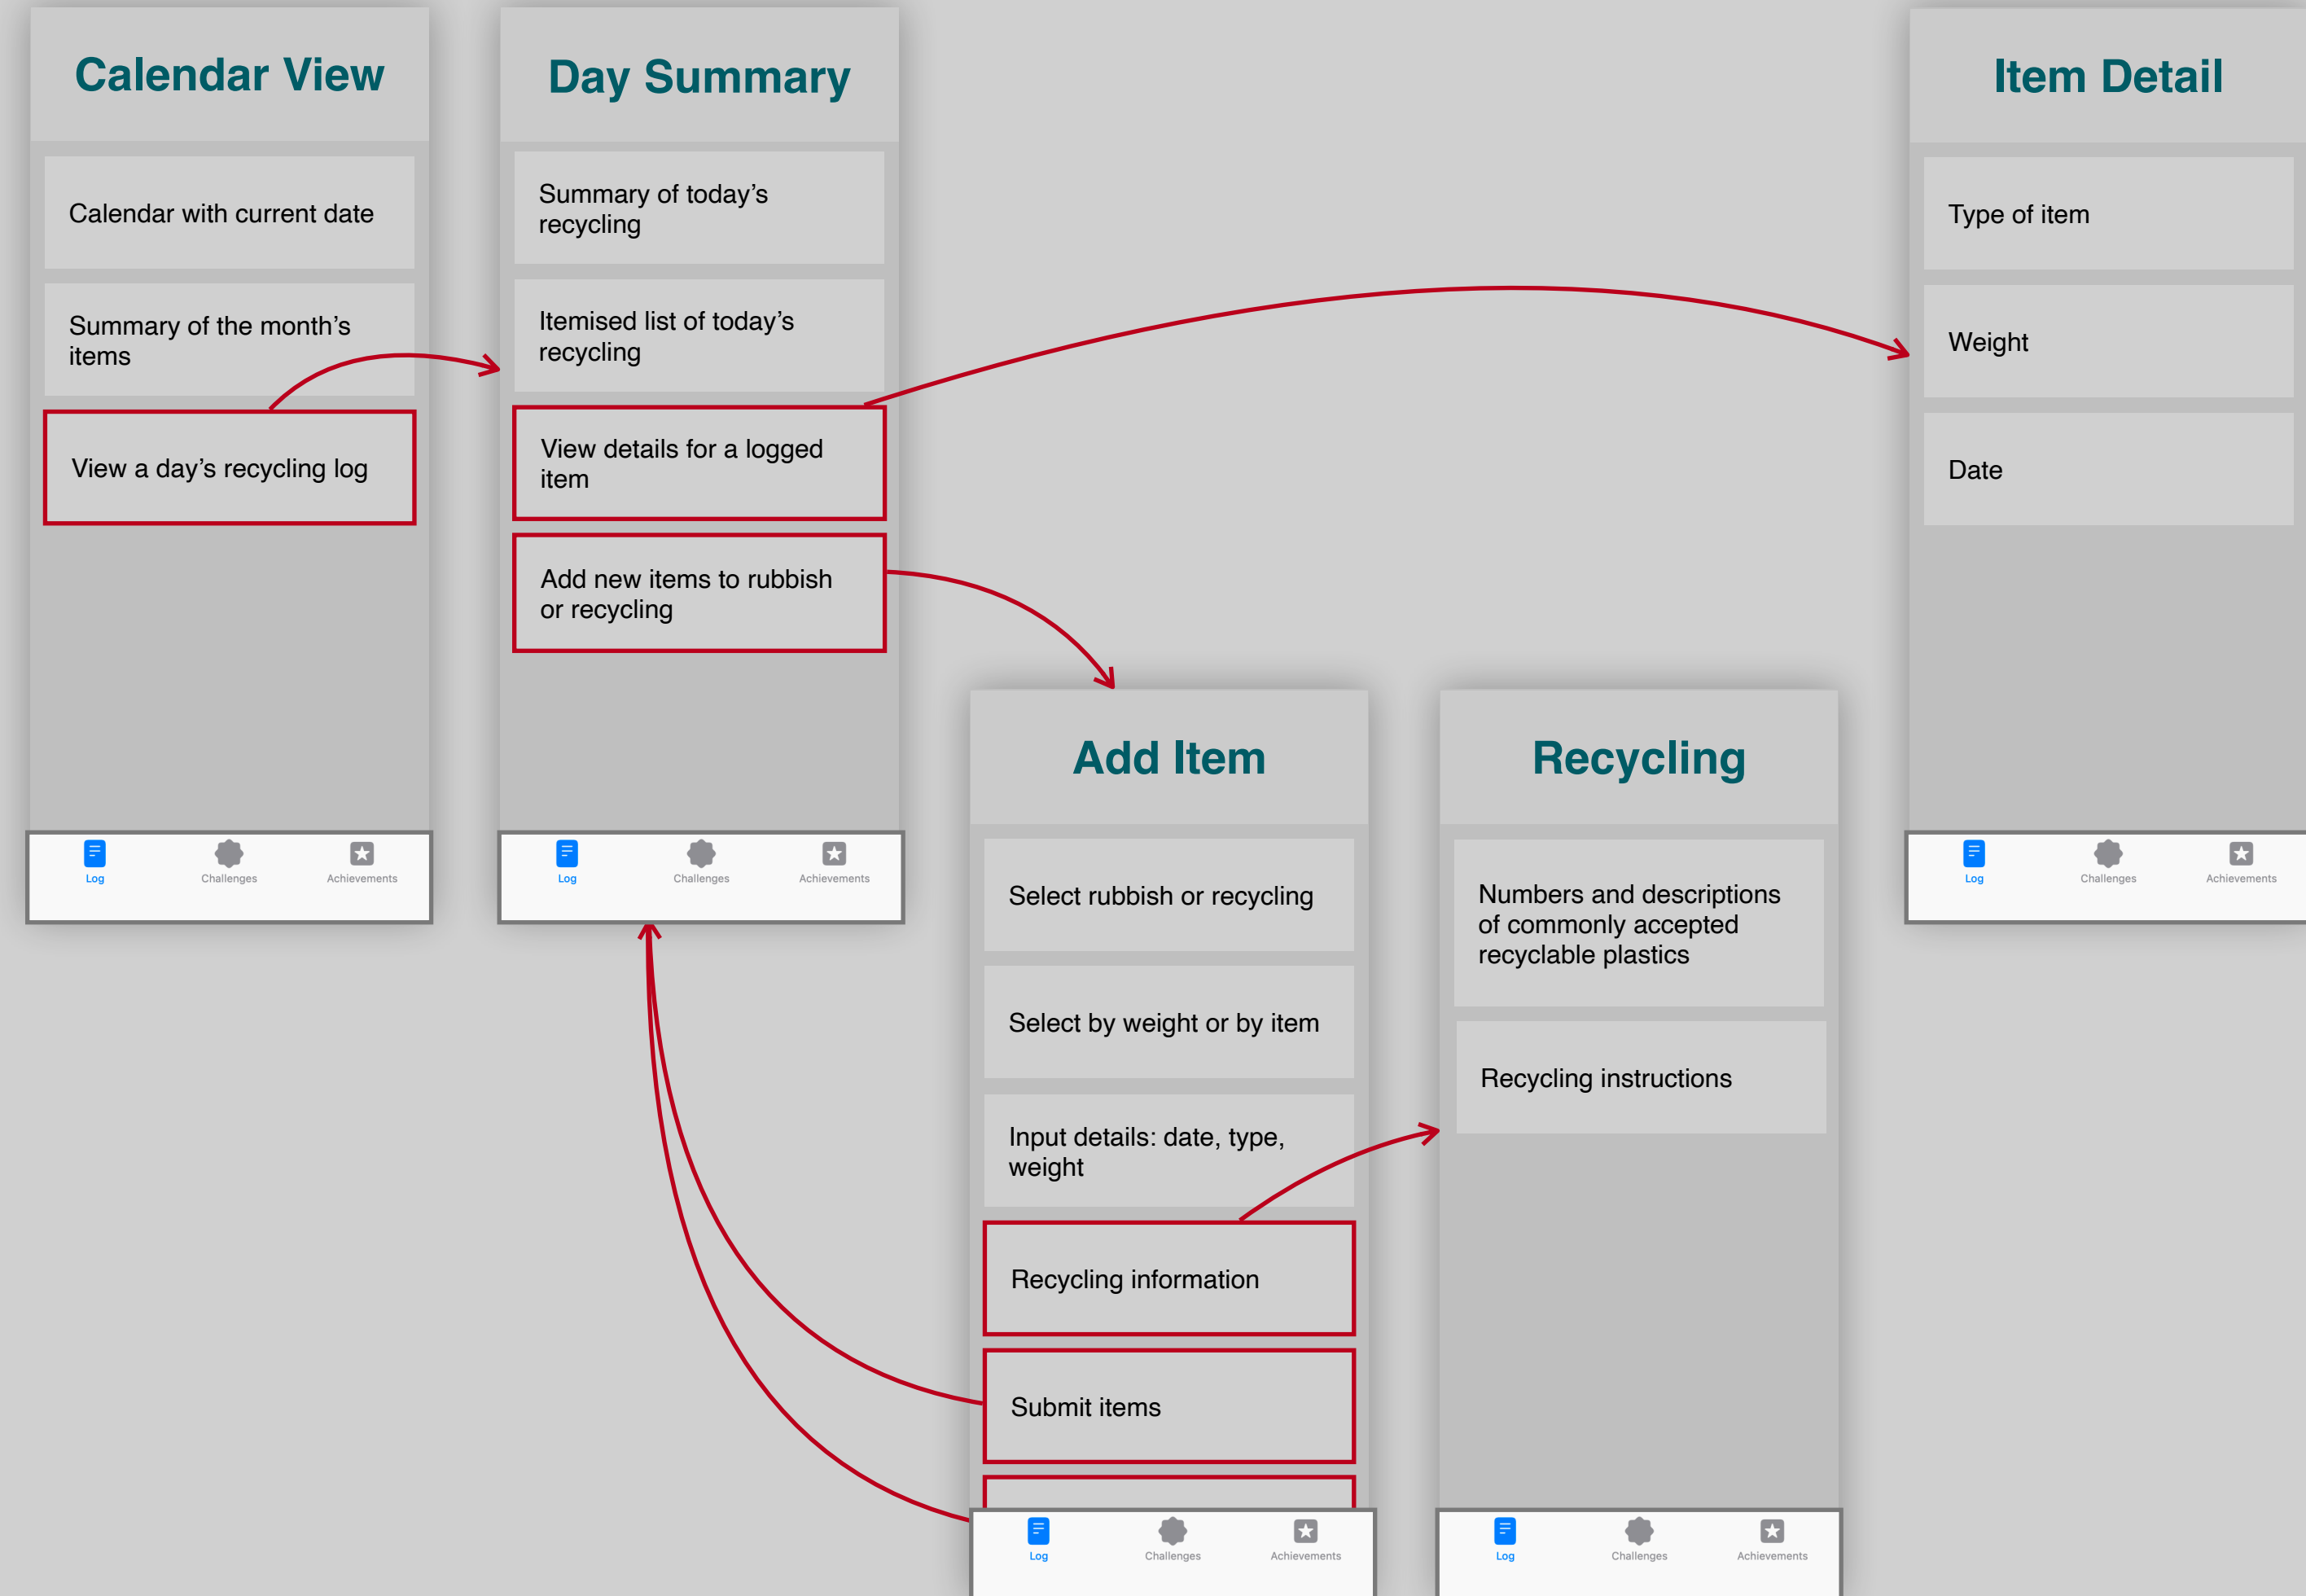 Calendar View
Calendar with current date
Summary of the month’s
items
View a day’s recycling log
Log
Challenges
Achievements
Day Summary
Summary of today’s
recycling
Itemised list of today’s
recycling
View details for a logged
item
Add new items to rubbish
or recycling
Log
Challenges
Achievements
Add Item
Select rubbish or recycling
Select by weight or by item
Input details: date, type,
weight
Recycling information
Submit items
Log
Challenges
Achievements
Recycling
Numbers and descriptions
of commonly accepted
recyclable plastics
Recycling instructions
Log
Challenges
Achievements
Item Detail
Type of item
Weight
Date
Log
Challenges
Achievements